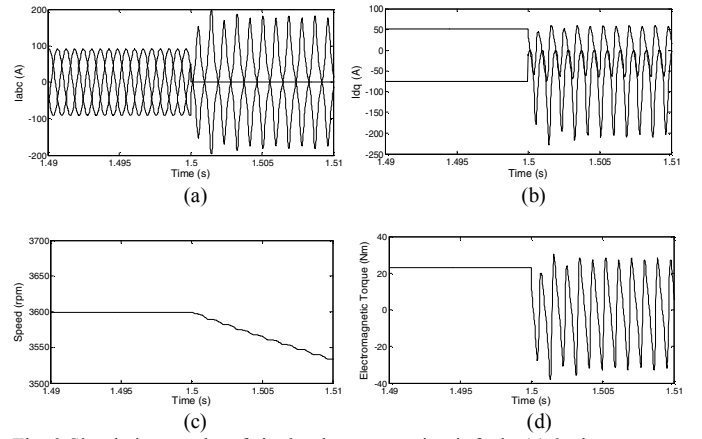 200
100
0
-100
-200
Iabc (A)
1.49 1.495 1.5 1.505 1.51
Time (s)
(a)
100
50
0
-50
-100
-150
-200
-250
Idq (A)
1.49 1.495 1.5 1.505 1.51
Time (s)
(b)
3700
3650
3600
3550
3500
Speed (rpm)
1.49 1.495 1.5 1.505 1.51
Time (s)
(c)
40
20
0
-20
-40
Electromagnetic Torque (Nm)
1.49 1.495 1.5 1.505 1.51
Time (s)
(d)